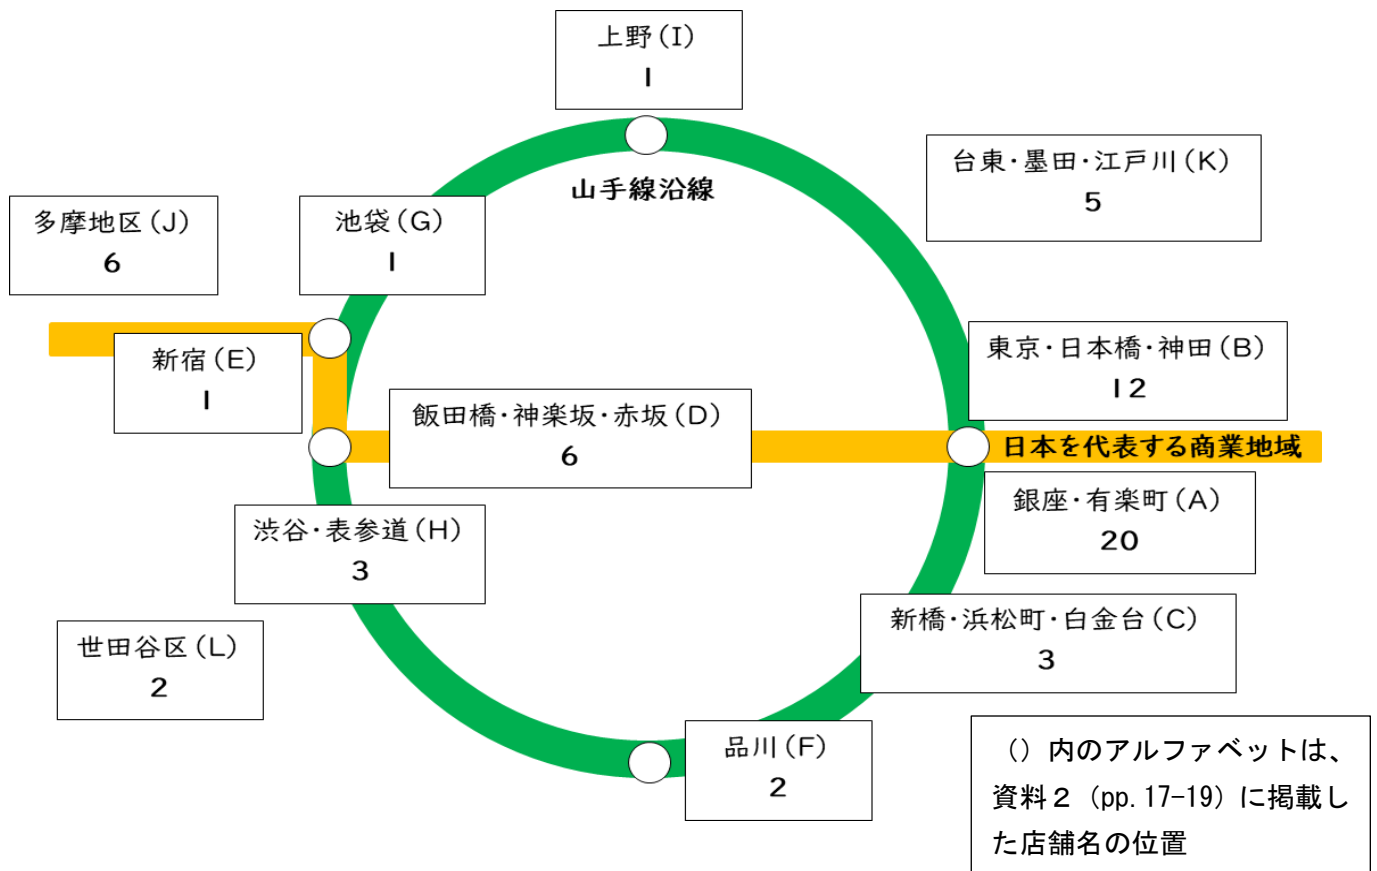 上野(I)
1
山手線沿線
台東・墨田・江戸川(K)
5
多摩地区(J)
6
池袋(G)
1
新宿(E)
1
東京・日本橋・神田(B)
12
飯田橋・神楽坂・赤坂(D)
6
日本を代表する商業地域
銀座・有楽町(A)
20
渋谷・表参道(H)
3
新橋・浜松町・白金台(C)
3
世田谷区(L)
2
品川(F)
2
()内のアルファベットは、
資料2(pp.17-19)に掲載し
た店舗名の位置